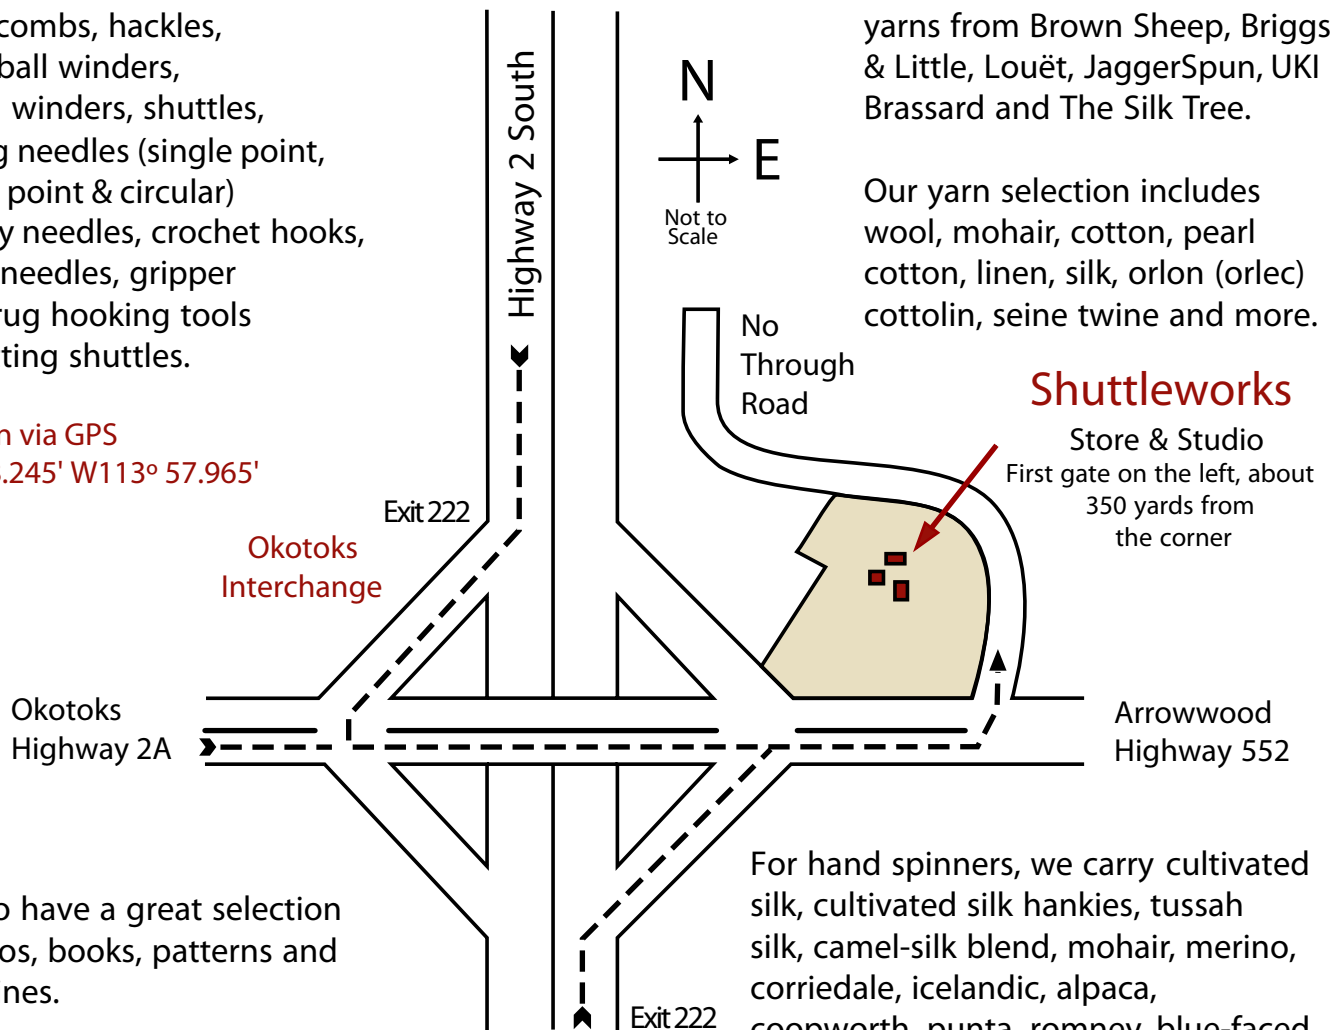 combs, hackles,
ball winders,
winders, shuttles,
needles (single point,
point & circular)
needles, crochet hooks,
needles, gripper
rug hooking tools
ting shuttles.
via GPS
.245' W113º 57.965'
Exit 222
Okotoks
Interchange
Okotoks
Highway 2A
have a great selection
os, books, patterns and
nes.
Highway 2 South
N
E
Not to
Scale
No
Through
Road
yarns from Brown Sheep, Briggs
& Little, Louët, JaggerSpun, UKI
Brassard and The Silk Tree.
Our yarn selection includes
wool, mohair, cotton, pearl
cotton, linen, silk, orlon (orlec)
cottolin, seine twine and more.
Shuttleworks
Store & Studio
First gate on the left, about
350 yards from
the corner
Arrowwood
Highway 552
For hand spinners, we carry cultivated
silk, cultivated silk hankies, tussah
silk, camel-silk blend, mohair, merino,
corriedale, icelandic, alpaca,
coopworth, punta, romney, blue-faced
Exit 222